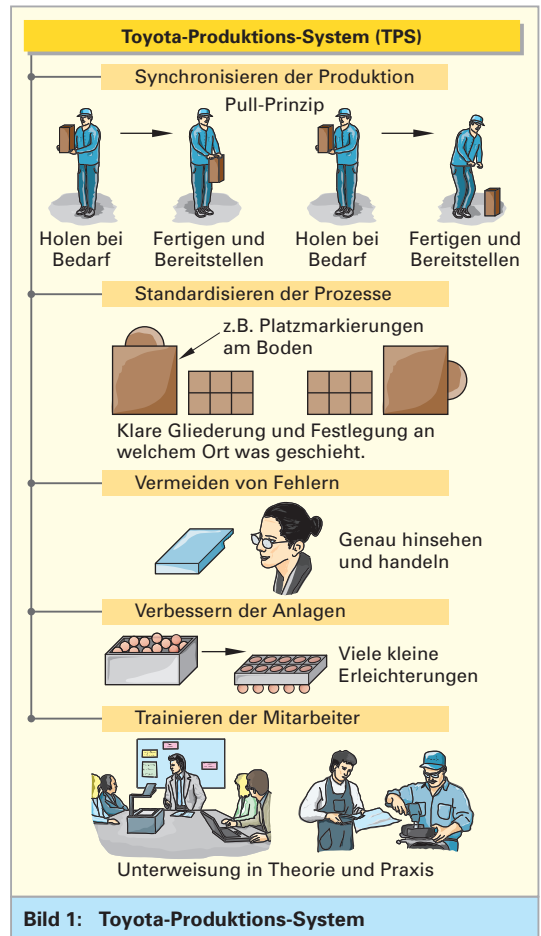 Toyota-Produktions-System (TPS)
Synchronisieren der Produktion
Pull-Prinzip
Holen bei Bedarf
Fertigen und Bereitstellen
Holen bei Bedarf
Fertigen und Bereitstellen
Standardisieren der Prozesse
z.B. Platzmarkierungen
am Boden
Klare Gliederung und Festlegung an
welchem Ort was geschieht.
Vermeiden von Fehlern
Genau hinsehen
und handeln
Verbessern der Anlagen
Viele kleine
Erleichterungen
Trainieren der Mitarbeiter
Unterweisung in Theorie und Praxis
Bild 1: Toyota-Produktions-System